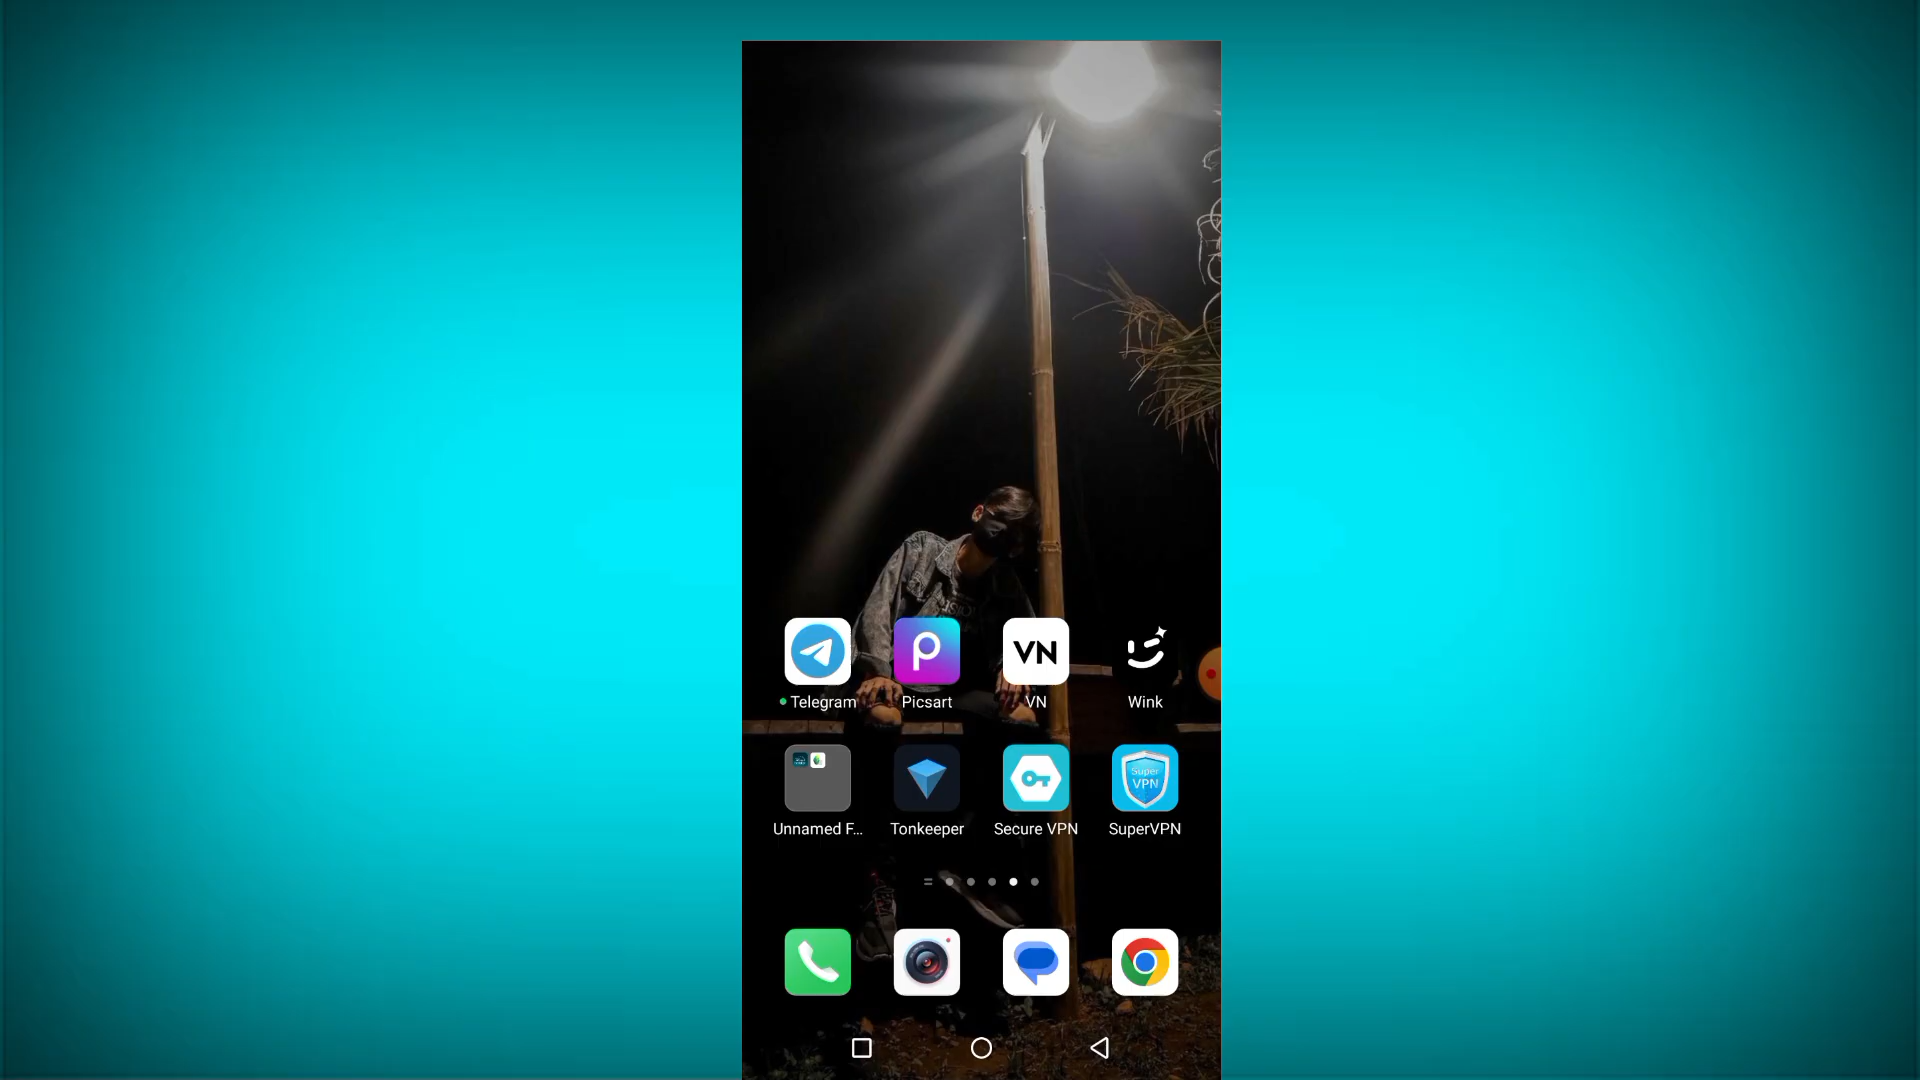 VN
Telegram
Picsart
VN
Wink
Super
VPN
Unnamed F...
Tonkeeper
Secure VPN
SuperVPN